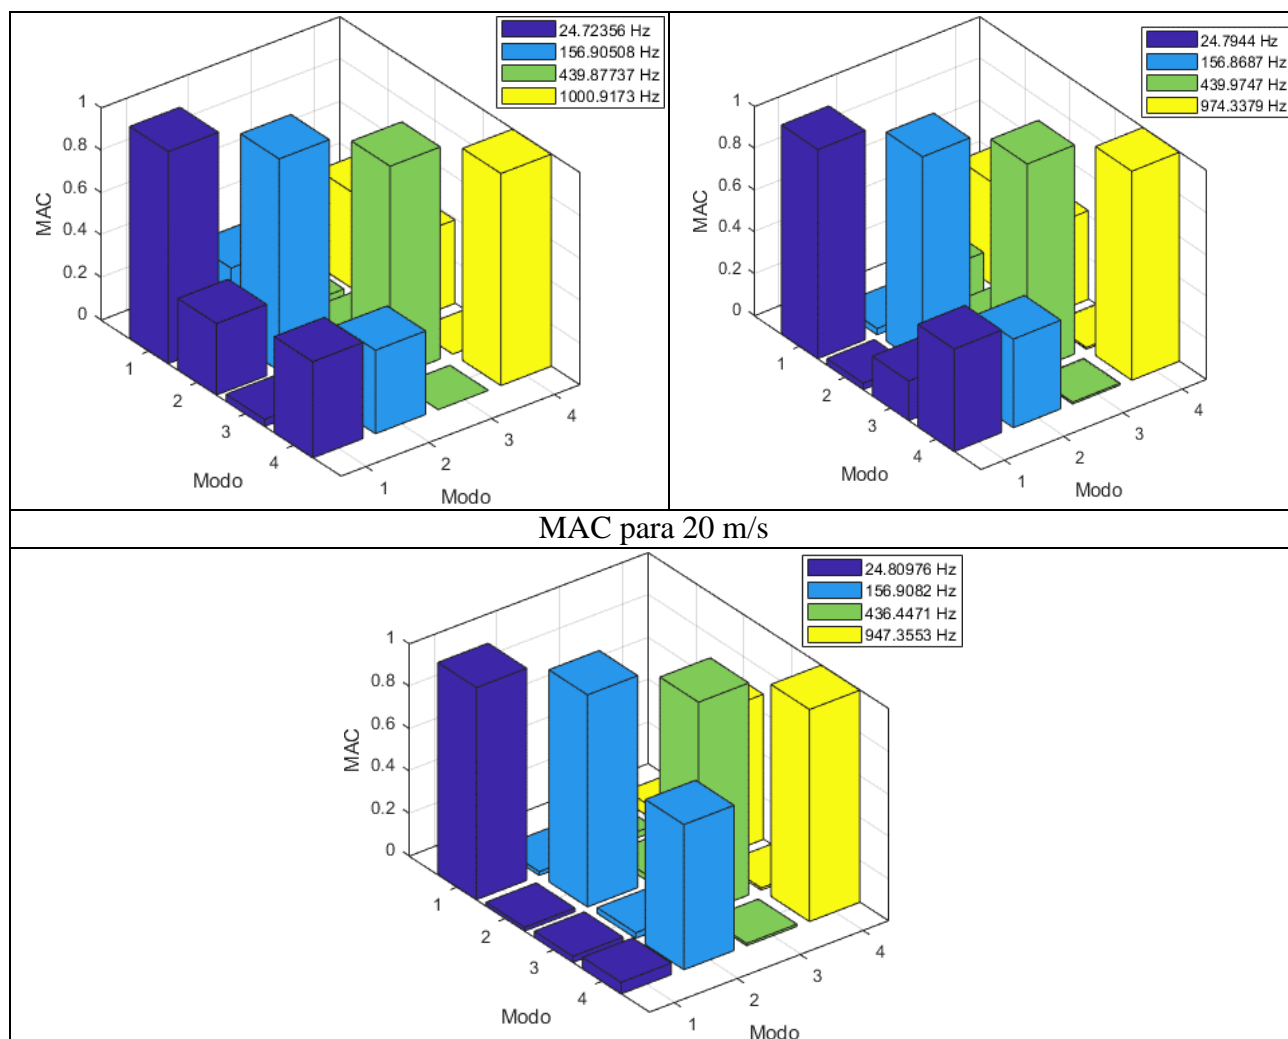 24.72356 Hz
156.90508 Hz
439.87737 Hz
1000.9173 Hz
MAC
1
0.8
0.6
0.4
0.2
0
1
2
3
4
Modo
1
2
3
4
Modo
24.7944 Hz
156.8687 Hz
439.9747 Hz
974.3379 Hz
MAC
1
0.8
0.6
0.4
0.2
0
1
2
3
4
Modo
1
2
3
4
Modo
MAC para 20 m/s
24.80976 Hz
156.9082 Hz
436.4471 Hz
947.3553 Hz
MAC
1
0.8
0.6
0.4
0.2
0
1
2
3
4
Modo
1
2
3
4
Modo